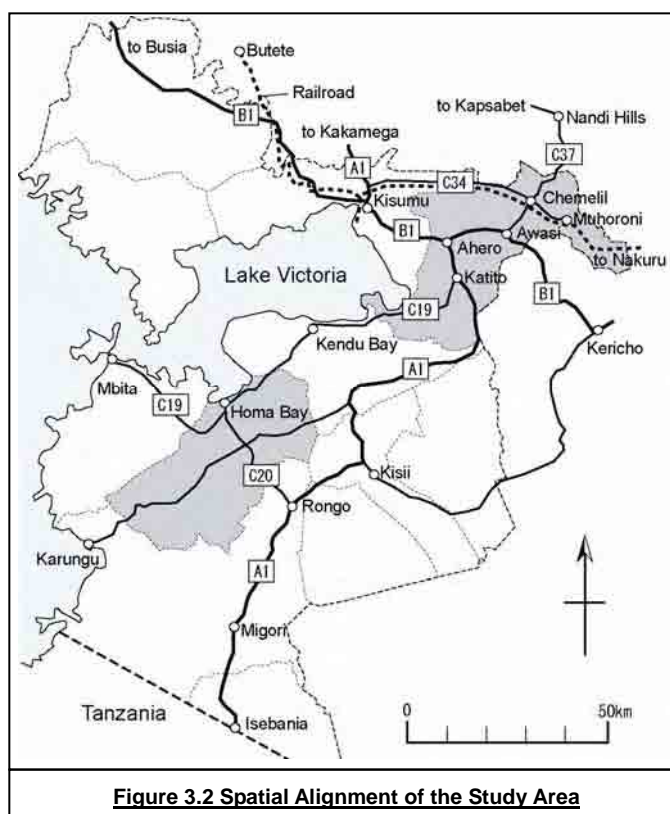 to Busia
Butete
Railroad
B1
to Kapsabet
Nandi Hills
to Kakamega
A1
C34
C37
Kisumu
Chemelil
Muhoroni
B1
Ahero
Awasi
to Nakuru
Lake Victoria
Katito
C19
B1
Kendu Bay
Kericho
A1
Mbita
C19
Homa Bay
C20
Kisii
Rongo
Karungu
A1
Migori
Tanzania
Isebania
0 50km
Figure 3.2 Spatial Alignment of the Study Area